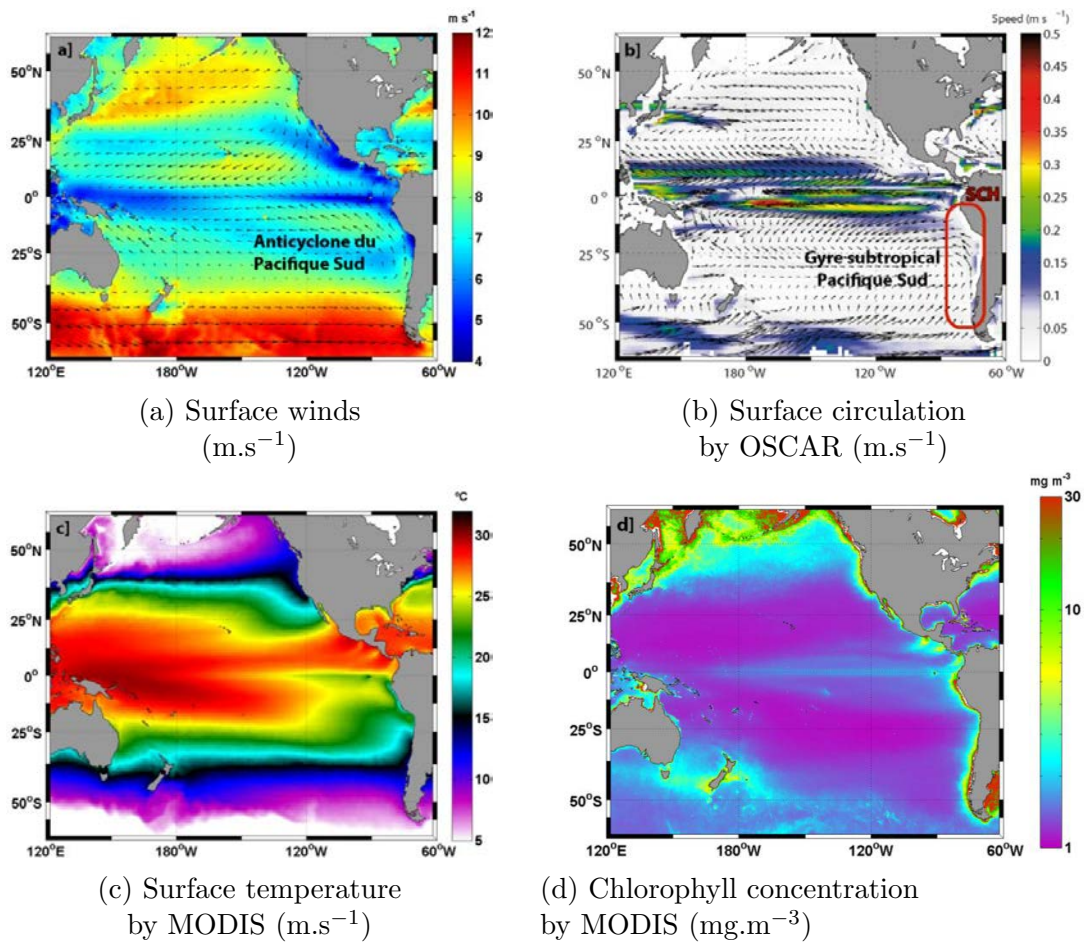 m s⁻¹
a]
50°N
25°N
0°
25°S
50°S
120°E
180°W
120°W
60°W
Anticyclone du
Pacifique Sud
12
11
10
9
8
7
6
5
4
(a) Surface winds
(m.s⁻¹)
Speed (m s⁻¹)
b]
50°N
25°N
0°
25°S
50°S
120°E
180°W
120°W
60°W
SCH
Gyre subtropical
Pacifique Sud
0.5
0.45
0.4
0.35
0.3
0.25
0.2
0.15
0.1
0.05
0
(b) Surface circulation
by OSCAR (m.s⁻¹)
°C
c]
50°N
25°N
0°
25°S
50°S
120°E
180°W
120°W
60°W
30
25
20
15
10
5
(c) Surface temperature
by MODIS (m.s⁻¹)
mg m⁻³
d]
50°N
25°N
0°
25°S
50°S
120°E
180°W
120°W
60°W
30
10
1
(d) Chlorophyll concentration
by MODIS (mg.m⁻³)